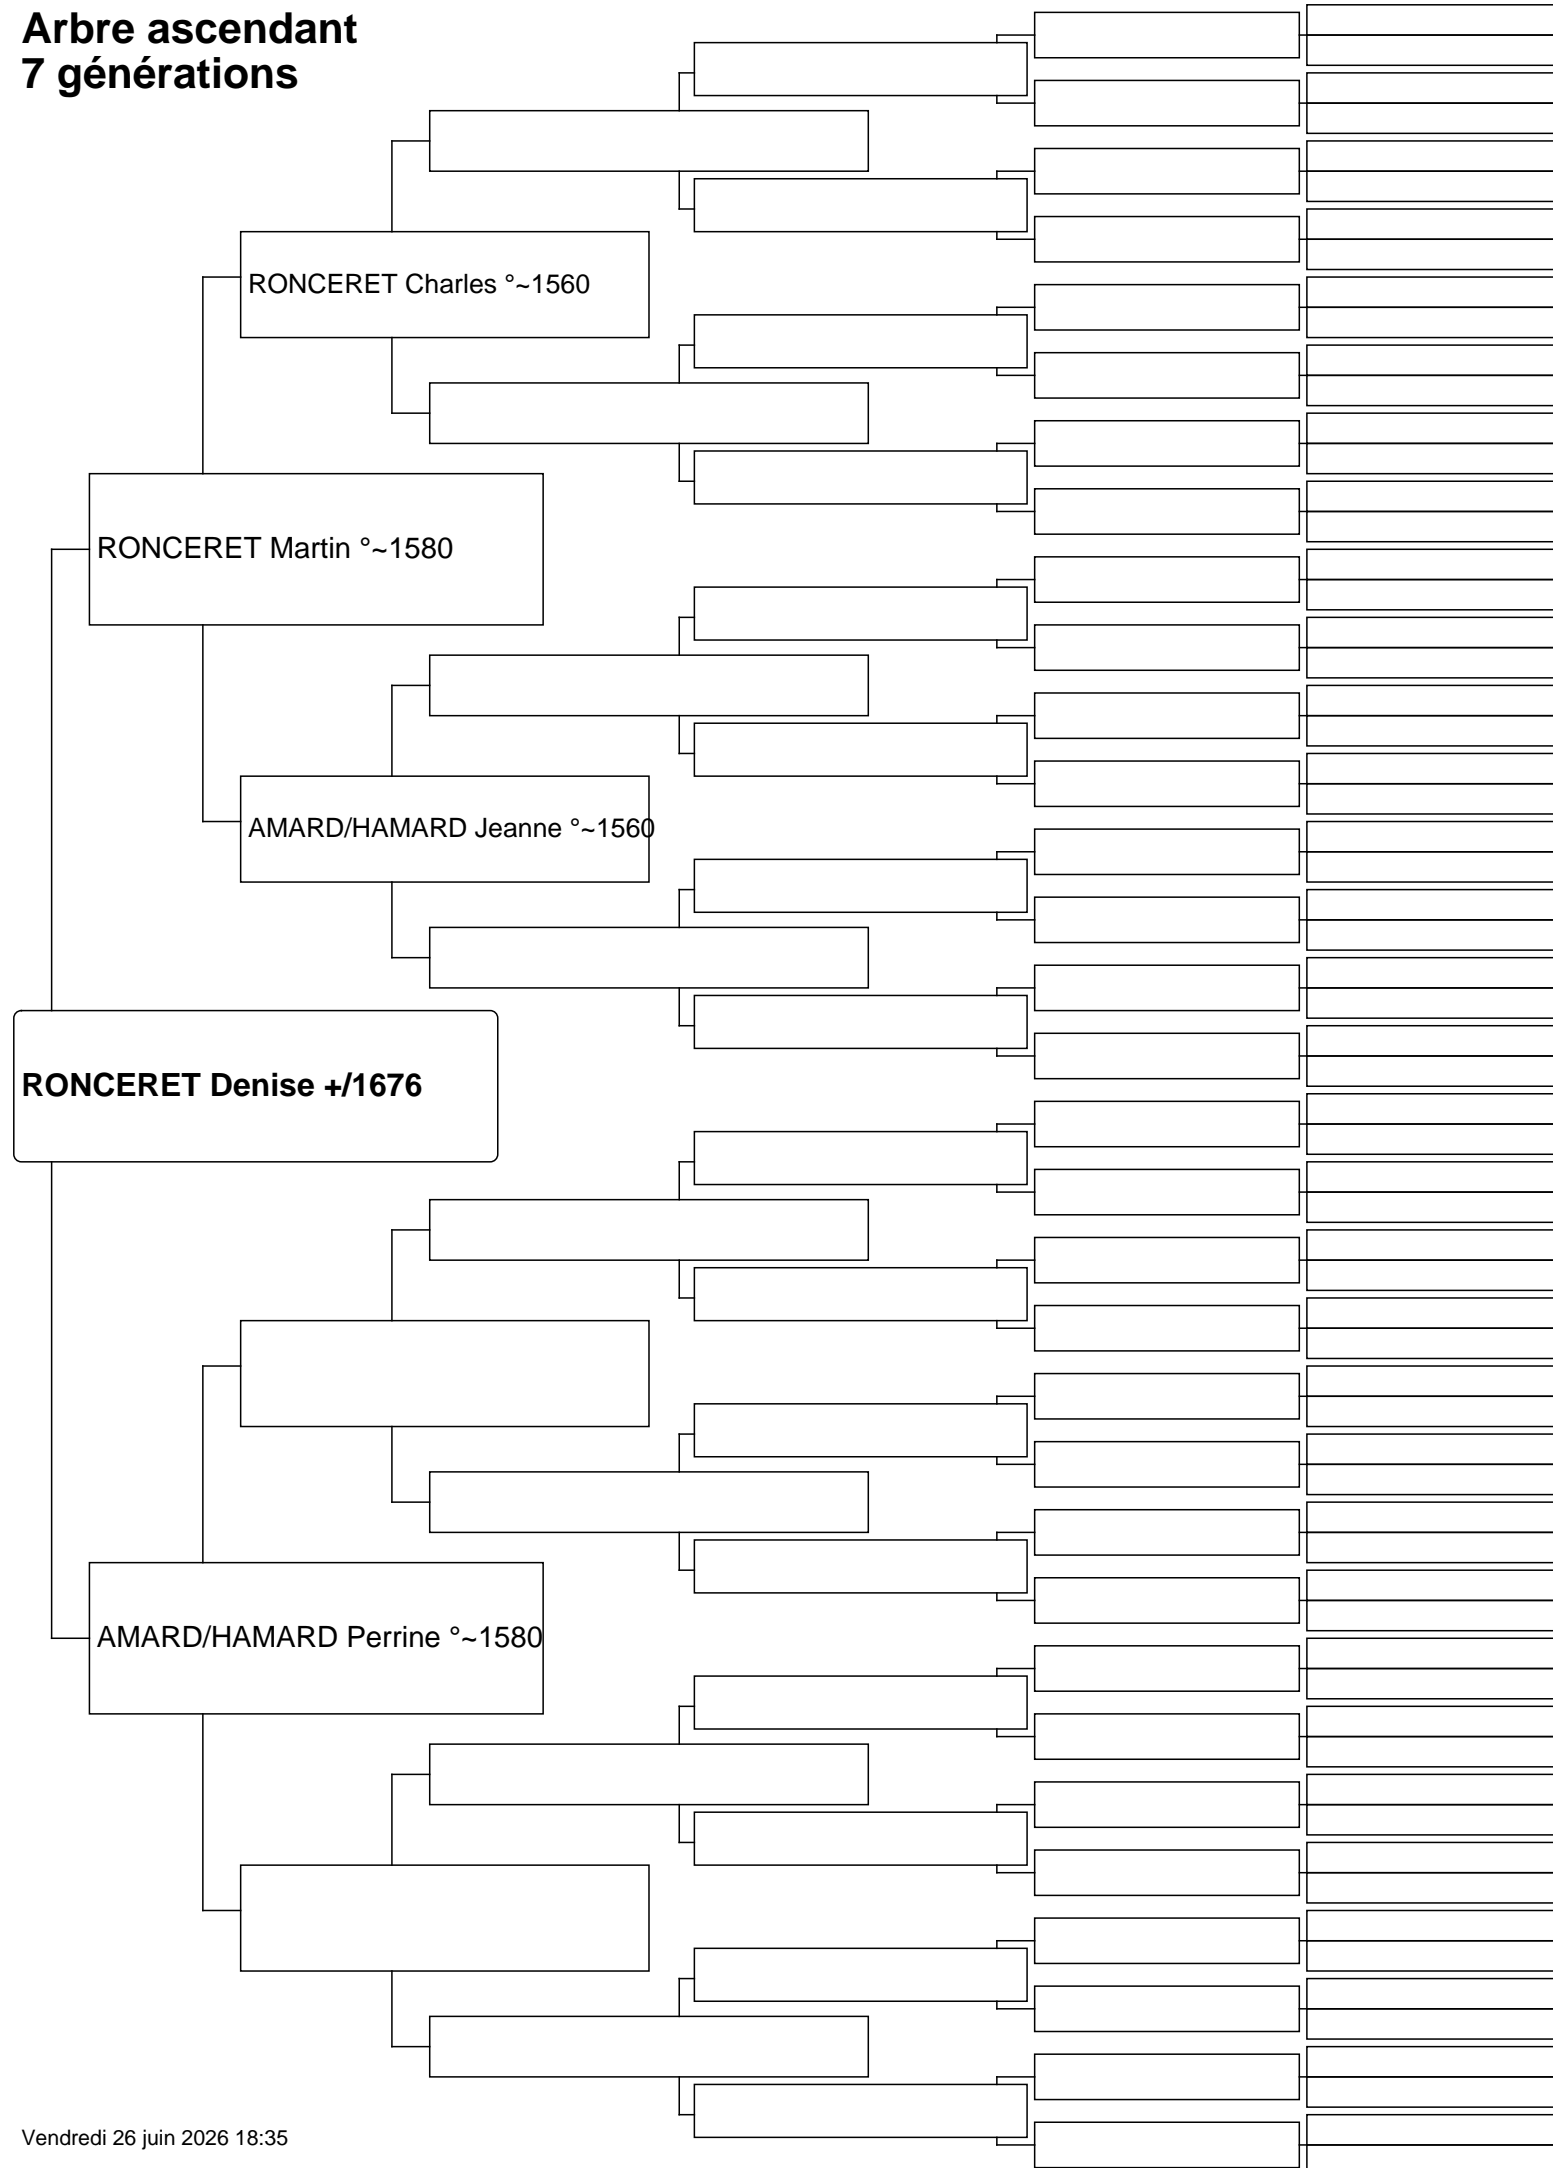 Arbre ascendant
7 générations
RONCERET Charles °~1560
RONCERET Martin °~1580
AMARD/HAMARD Jeanne °~1560
RONCERET Denise +/1676
AMARD/HAMARD Perrine °~1580
Vendredi 26 juin 2026 18:35